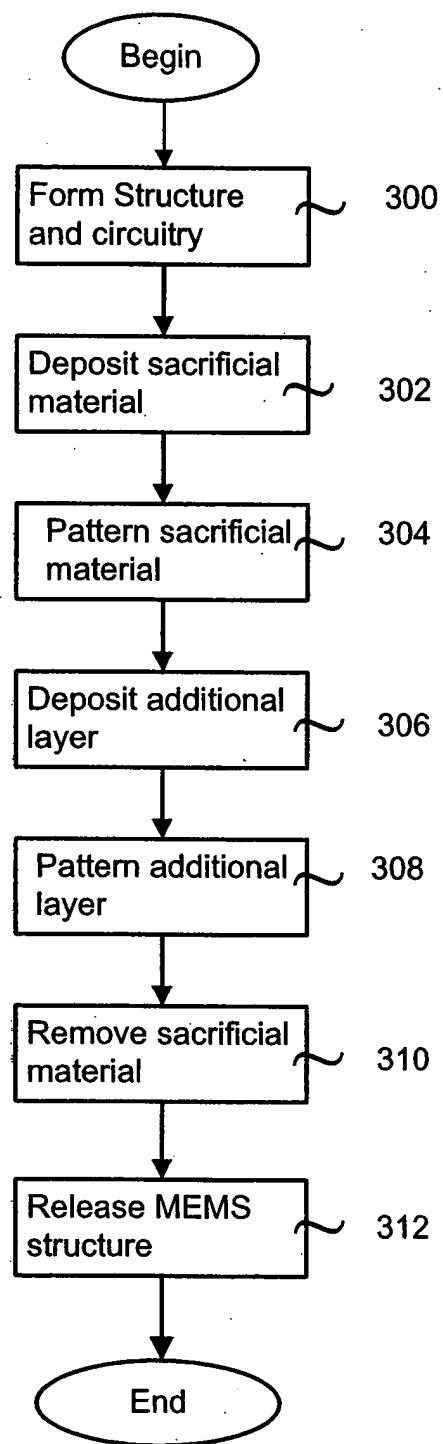 Begin
Form Structure
and circuitry
300
Deposit sacrificial
material
302
Pattern sacrificial
material
304
Deposit additional
layer
306
Pattern additional
layer
308
Remove sacrificial
material
310
Release MEMS
structure
312
End